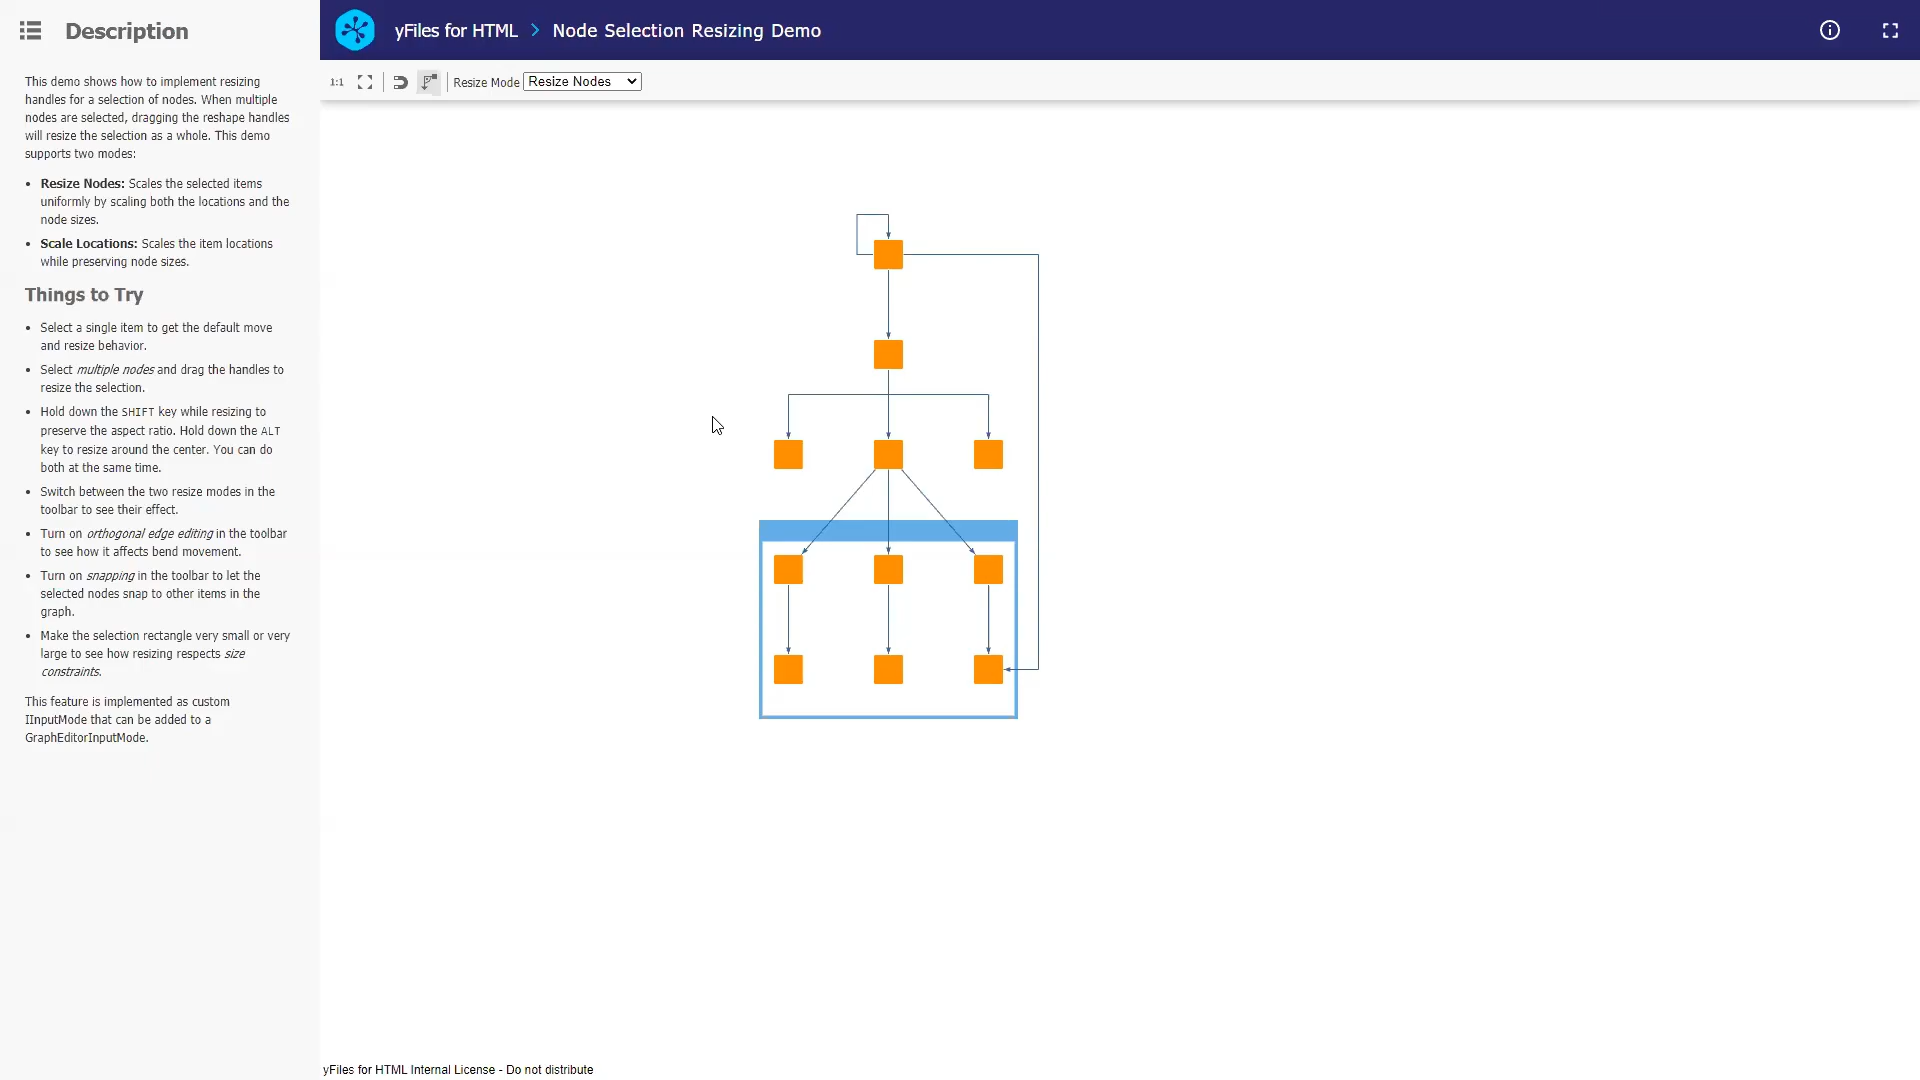 Description
This demo shows how to implement resizing
handles for a selection of nodes. When multiple
nodes are selected, dragging the reshape handles
will resize the selection as a whole. This demo
supports two modes:
Resize Nodes: Scales the selected items
uniformly by scaling both the locations and the
node sizes.
Scale Locations: Scales the item locations
while preserving node sizes.
Things to Try
Select a single item to get the default move
and resize behavior.
Select multiple nodes and drag the handles to
resize the selection.
Hold down the SHIFT key while resizing to
preserve the aspect ratio. Hold down the ALT
key to resize around the center. You can do
both at the same time.
Switch between the two resize modes in the
toolbar to see their effect.
Turn on orthogonal edge editing in the toolbar
to see how it affects bend movement.
Turn on snapping in the toolbar to let the
selected nodes snap to other items in the
graph.
Make the selection rectangle very small or very
large to see how resizing respects size
constraints.
This feature is implemented as custom
IInputMode that can be added to a
GraphEditorInputMode.
yFiles for HTML > Node Selection Resizing Demo
1:1 Resize Mode Resize Nodes
yFiles for HTML Internal License - Do not distribute